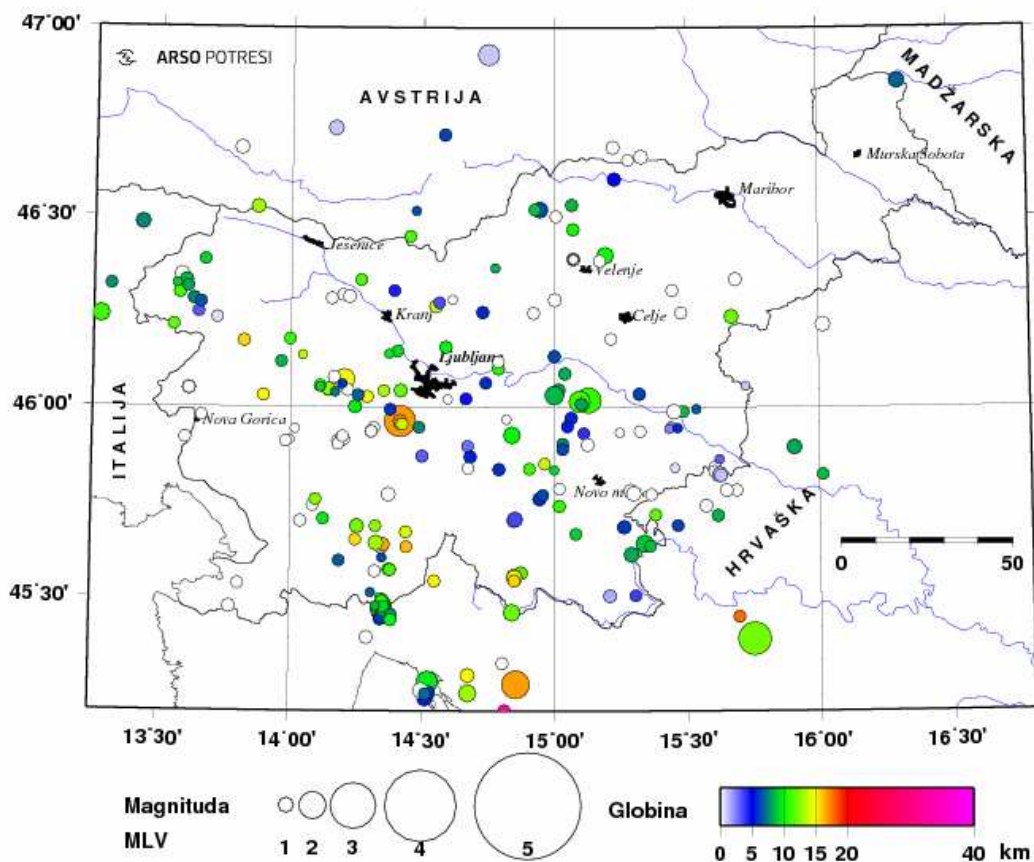 47˚00'
ARSO POTRESI
AVSTRIJA
MADŽARSKA
Murska Sobota
46˚30'
Maribor
Jesenice
Velenje
Kranj
Celje
Ljubljana
46˚00'
Nova Gorica
ITALIJA
Novo m
HRVAŠKA
0 50
45˚30'
13˚30' 14˚00' 14˚30' 15˚00' 15˚30' 16˚00' 16˚30'
Magnituda
MLV
1 2 3 4 5
Globina
0 5 10 15 20 40 km